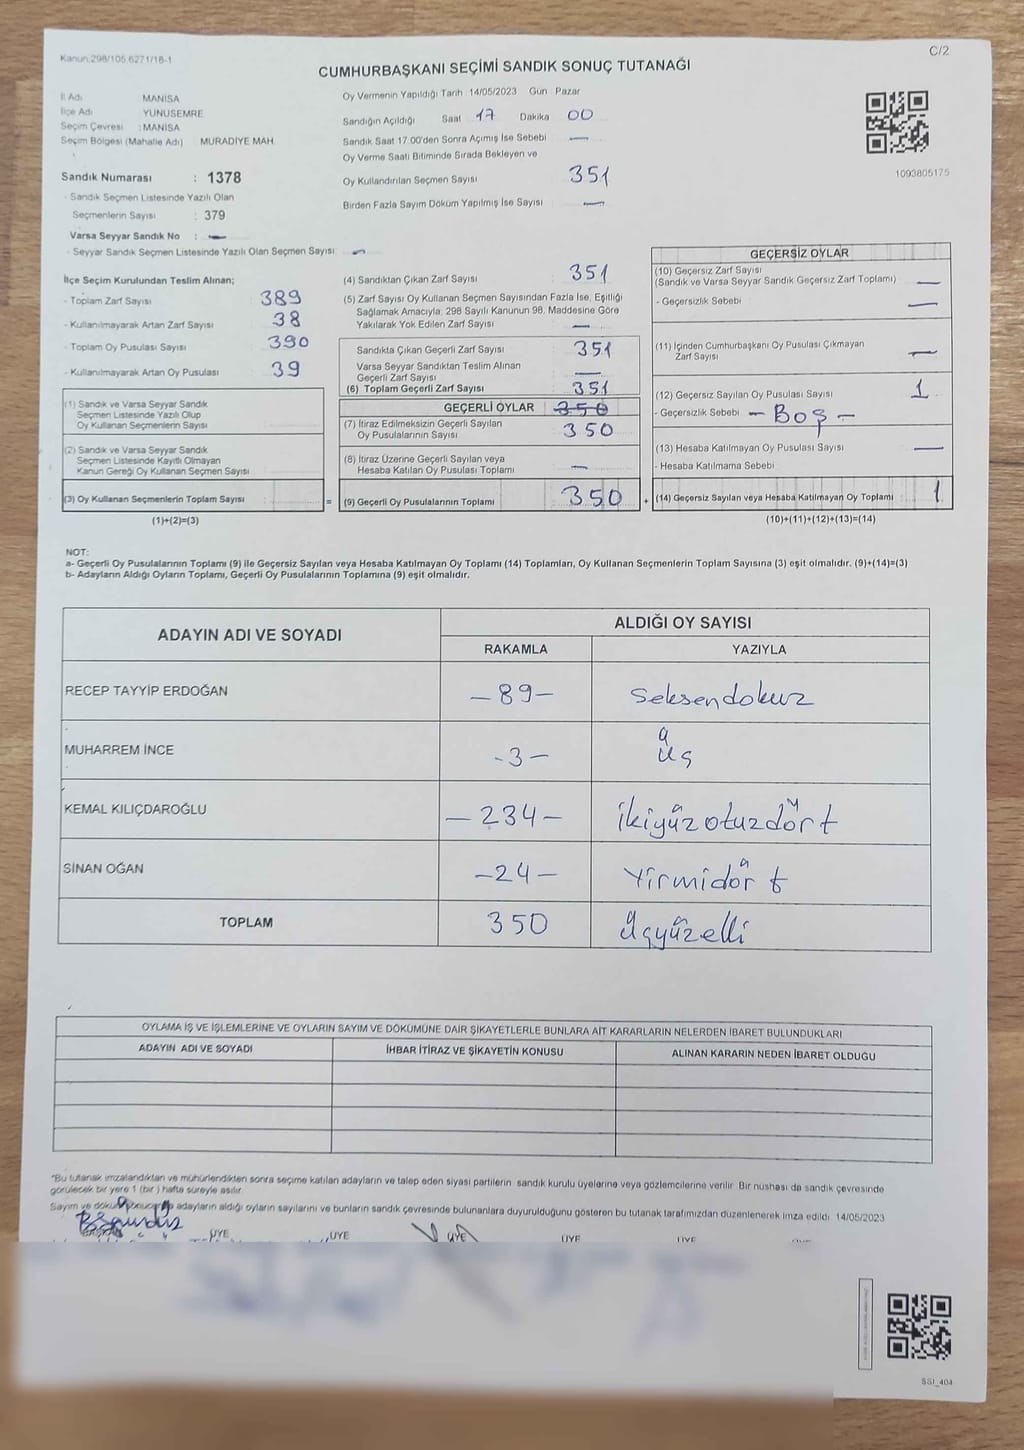 Kanun:298/105,6271/18-1
C/2
CUMHURBAŞKANI SEÇİMİ SANDIK SONUÇ TUTANAĞI
İl Adı MANİSA
İlçe Adı YUNUSEMRE
Seçim Çevresi : MANİSA
Seçim Bölgesi (Mahalle Adı) MURADİYE MAH.
Sandık Numarası : 1378
- Sandık Seçmen Listesinde Yazılı Olan
Seçmenlerin Sayısı : 379
Varsa Seyyar Sandık No : —
- Seyyar Sandık Seçmen Listesinde Yazılı Olan Seçmen Sayısı: —
Oy Vermenin Yapıldığı Tarih 14/05/2023 Gün Pazar
Sandığın Açıldığı Saat 17 Dakika 00
Sandık Saat 17.00'den Sonra Açımış İse Sebebi —
Oy Verme Saati Bitiminde Sırada Bekleyen ve
Oy Kullandırılan Seçmen Sayısı 351
Birden Fazla Sayım Döküm Yapılmış İse Sayısı —
1093805175
İlçe Seçim Kurulundan Teslim Alınan;
- Toplam Zarf Sayısı 389
- Kullanılmayarak Artan Zarf Sayısı 38
- Toplam Oy Pusulası Sayısı 390
- Kullanılmayarak Artan Oy Pusulası 39
(1) Sandık ve Varsa Seyyar Sandık
Seçmen Listesinde Yazılı Olup
Oy Kullanan Seçmenlerin Sayısı
(2) Sandık ve Varsa Seyyar Sandık
Seçmen Listesinde Kayıtlı Olmayan
Kanun Gereği Oy Kullanan Seçmen Sayısı
(3) Oy Kullanan Seçmenlerin Toplam Sayısı =
(1)+(2)=(3)
(4) Sandıktan Çıkan Zarf Sayısı 351
(5) Zarf Sayısı Oy Kullanan Seçmen Sayısından Fazla İse, Eşitliği
Sağlamak Amacıyla; 298 Sayılı Kanunun 98. Maddesine Göre
Yakılarak Yok Edilen Zarf Sayısı —
Sandıkta Çıkan Geçerli Zarf Sayısı 351
Varsa Seyyar Sandıktan Teslim Alınan
Geçerli Zarf Sayısı —
(6) Toplam Geçerli Zarf Sayısı 351
GEÇERLİ OYLAR 350
(7) İtiraz Edilmeksizin Geçerli Sayılan
Oy Pusulalarının Sayısı 350
(8) İtiraz Üzerine Geçerli Sayılan ve
Hesaba Katılan Oy Pusulası Toplamı —
(9) Geçerli Oy Pusulalarının Toplamı 350 +
GEÇERSİZ OYLAR
(10) Geçersiz Zarf Sayısı
(Sandık ve Varsa Seyyar Sandık Geçersiz Zarf Toplamı) —
- Geçersizlik Sebebi —
(11) İçinden Cumhurbaşkanı Oy Pusulası Çıkmayan
Zarf Sayısı —
(12) Geçersiz Sayılan Oy Pusulası Sayısı 1
- Geçersizlik Sebebi — Boş —
(13) Hesaba Katılmayan Oy Pusulası Sayısı —
- Hesaba Katılmama Sebebi
(14) Geçersiz Sayılan veya Hesaba Katılmayan Oy Toplamı : 1
(10)+(11)+(12)+(13)=(14)
NOT:
a- Geçerli Oy Pusulalarının Toplamı (9) ile Geçersiz Sayılan veya Hesaba Katılmayan Oy Toplamı (14) Toplamları, Oy Kullanan Seçmenlerin Toplam Sayısına (3) eşit olmalıdır. (9)+(14)=(3)
b- Adayların Aldığı Oyların Toplamı, Geçerli Oy Pusulalarının Toplamına (9) eşit olmalıdır.
ADAYIN ADI VE SOYADI ALDIĞI OY SAYISI
RAKAMLA YAZIYLA
RECEP TAYYİP ERDOĞAN —89— Seksendokuz
MUHARREM İNCE -3— Üç
KEMAL KILIÇDAROĞLU —234— İkiyüzotuzdört
SİNAN OĞAN —24— Yirmidört
TOPLAM 350 Üçyüzelli
OYLAMA İŞ VE İŞLEMLERİNE VE OYLARIN SAYIM VE DÖKÜMÜNE DAİR ŞİKAYETLERLE BUNLARA AİT KARARLARIN NELERDEN İBARET BULUNDUKLARI
ADAYIN ADI VE SOYADI İHBAR İTİRAZ VE ŞİKAYETİN KONUSU ALINAN KARARIN NEDEN İBARET OLDUĞU
*Bu tutanak imzalandıktan ve mühürlendikten sonra seçime katılan adayların ve talep eden siyasi partilerin sandık kurulu üyelerine veya gözlemcilerine verilir. Bir nüshası da sandık çevresinde
görülecek bir yere 1 (bir) hafta süreyle asılır.
Sayım ve döküm sonucunda adayların aldığı oyların sayılarını ve bunların sandık çevresinde bulunanlara duyurulduğunu gösteren bu tutanak tarafımızdan düzenlenerek imza edildi. 14/05/2023
ÜYE ÜYE ÜYE ÜYE ÜYE
SSI_404